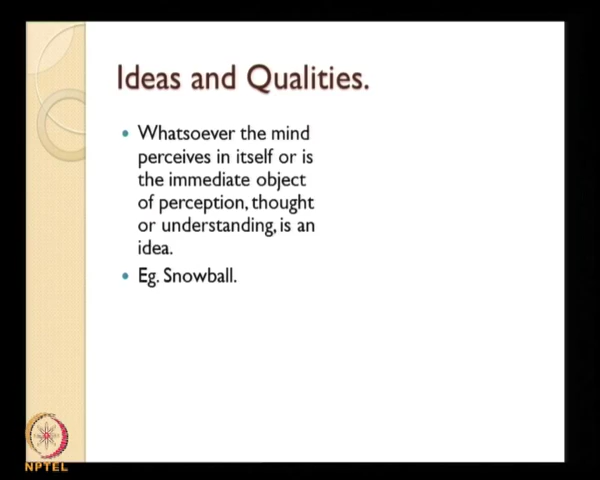 Ideas and Qualities.
• Whatsoever the mind
perceives in itself or is
the immediate object
of perception, thought
or understanding, is an
idea.
• Eg. Snowball.
NPTEL